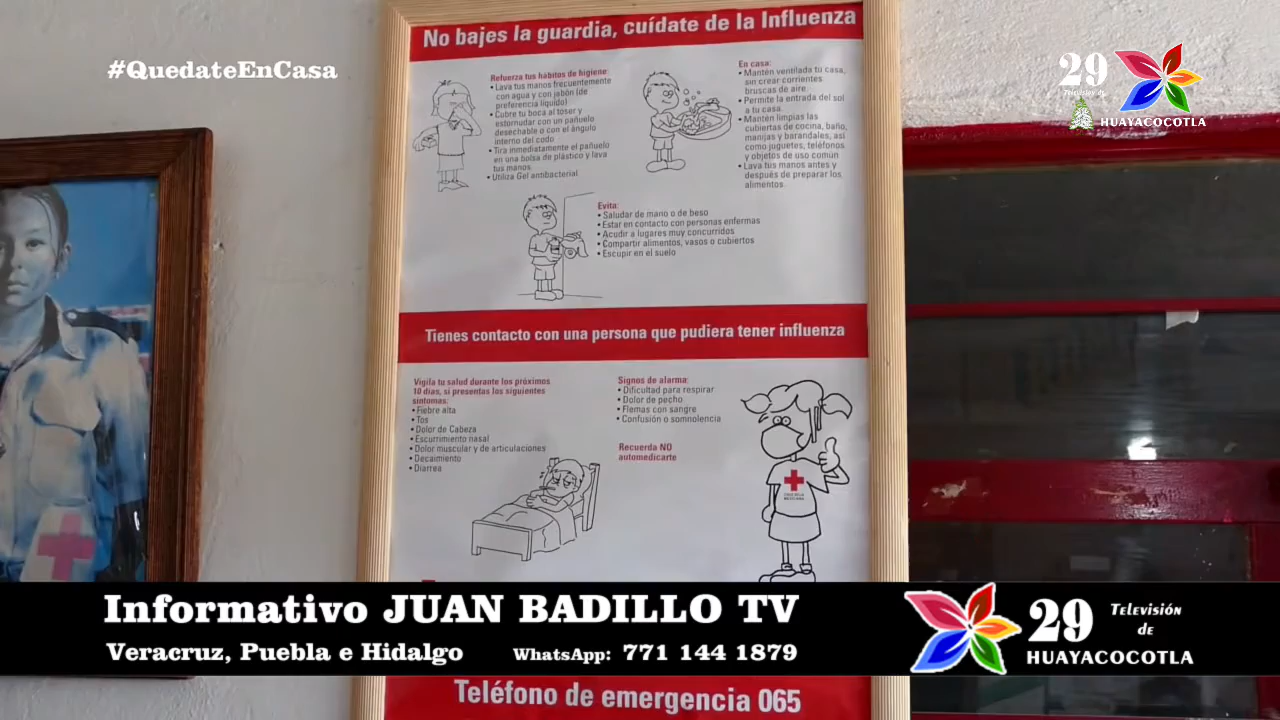 No bajes la guardia, cuídate de la Influenza
#QuedateEnCasa
29
Televisión de
HUAYACOCOTLA
Refuerza tus hábitos de higiene:
• Lava tus manos frecuentemente
con agua y con jabón (de
preferencia líquido)
• Cubre tu boca al toser y
estornudar con un pañuelo
desechable o con el ángulo
interno del codo
• Tira inmediatamente el pañuelo
en una bolsa de plástico y lava
tus manos
• Utiliza Gel antibacterial
En casa:
• Mantén ventilada tu casa,
sin crear corrientes
bruscas de aire
• Permite la entrada del sol
a tu casa
• Mantén limpias las
cubiertas de cocina, baño,
manijas y barandales, así
como juguetes, teléfonos
y objetos de uso común
• Lava tus manos antes y
después de preparar los
alimentos.
Evita:
• Saludar de mano o de beso
• Estar en contacto con personas enfermas
• Acudir a lugares muy concurridos
• Compartir alimentos, vasos o cubiertos
• Escupir en el suelo
Tienes contacto con una persona que pudiera tener influenza
Vigila tu salud durante los próximos
10 días, si presentas los siguientes
síntomas:
• Fiebre alta
• Tos
• Dolor de Cabeza
• Escurrimiento nasal
• Dolor muscular y de articulaciones
• Decaimiento
• Diarrea
Signos de alarma:
• Dificultad para respirar
• Dolor de pecho
• Flemas con sangre
• Confusión o somnolencia
Recuerda NO
automedicarte
CRUZ ROJA
MEXICANA
Informativo JUAN BADILLO TV
Veracruz, Puebla e Hidalgo WhatsApp: 771 144 1879
29 Televisión
de
HUAYACOCOTLA
Teléfono de emergencia 065